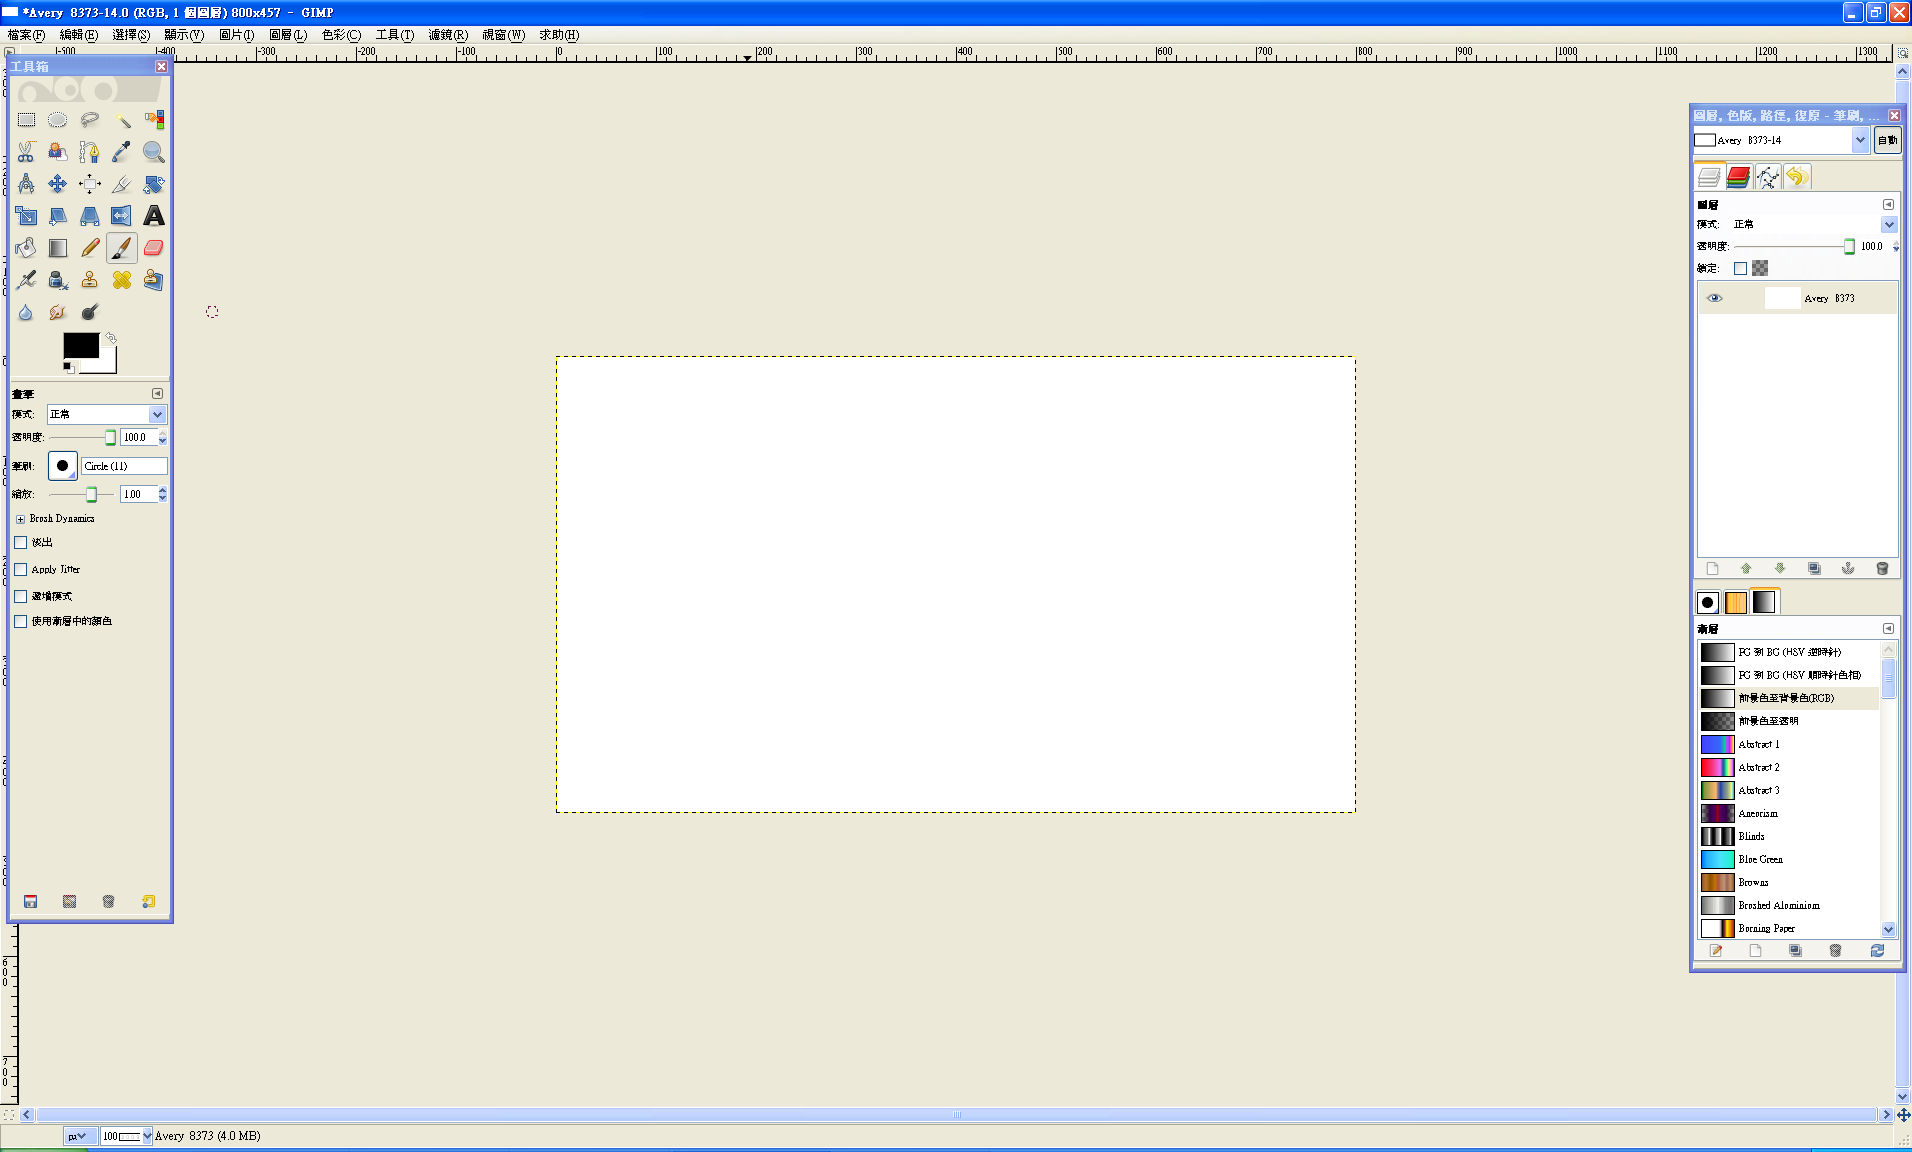 *Avery 8373-14.0 (RGB, 1 個圖層) 800x457 – GIMP
檔案(F) 編輯(E) 選擇(S) 顯示(V) 圖片(I) 圖層(L) 色彩(C) 工具(T) 濾鏡(R) 視窗(W) 求助(H)
-500 -400 -300 -200 -100 0 100 200 300 400 500 600 700 800 900 1000 1100 1200 1300
工具箱
畫筆
模式: 正常
透明度: 100.0
筆刷: Circle (11)
縮放: 1.00
Brush Dynamics
淡出
Apply Jitter
遞增模式
使用漸層中的顏色
600
700
圖層, 色版, 路徑, 復原 - 筆刷, ...
Avery 8373-14
自動
圖層
模式: 正常
透明度: 100.0
鎖定:
Avery 8373
漸層
FG 到 BG (HSV 逆時針)
FG 到 BG (HSV 順時針色相)
前景色至背景色(RGB)
前景色至透明
Abstract 1
Abstract 2
Abstract 3
Aneurism
Blinds
Blue Green
Browns
Brushed Aluminium
Burning Paper
px 100 Avery 8373 (4.0 MB)